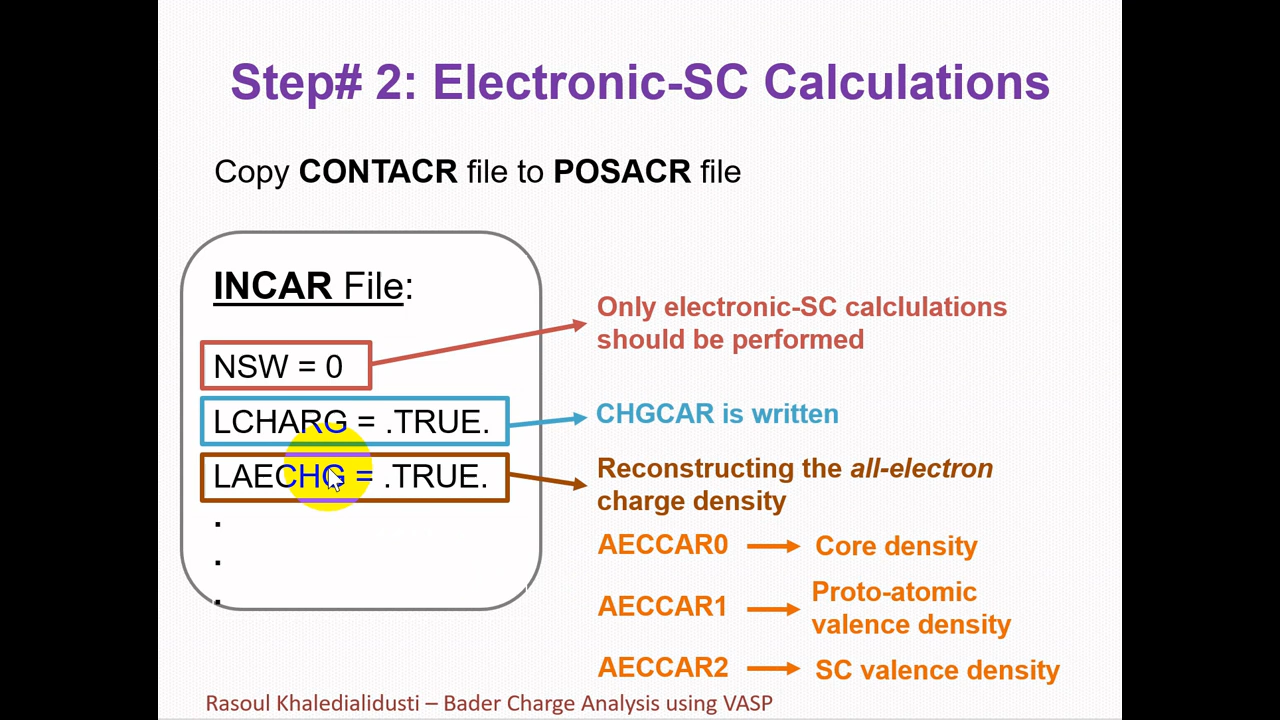 Step# 2: Electronic-SC Calculations
Copy CONTACR file to POSACR file
INCAR File:
NSW = 0
LCHARG = .TRUE.
LAECHG = .TRUE.
.
.
.
Only electronic-SC calclulations
should be performed
CHGCAR is written
Reconstructing the all-electron
charge density
AECCAR0
Core density
AECCAR1
Proto-atomic
valence density
AECCAR2
SC valence density
Rasoul Khaledialidusti – Bader Charge Analysis using VASP